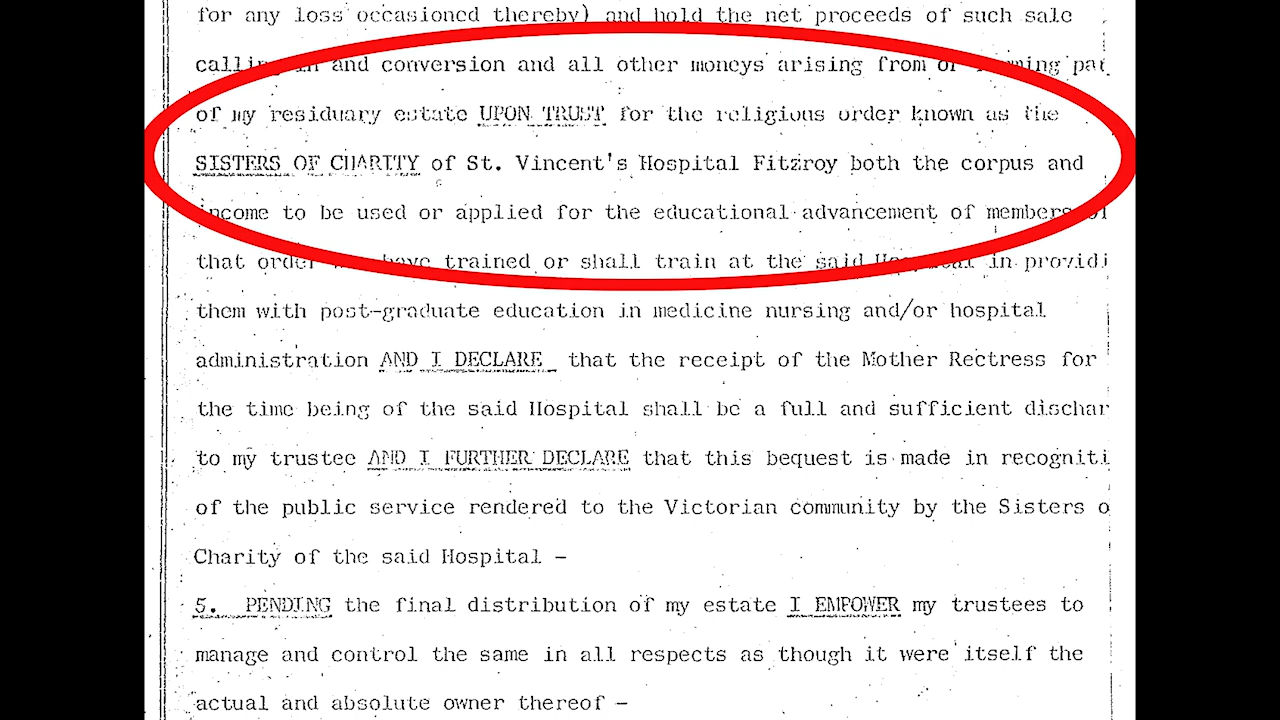 for any loss occasioned thereby) and hold the net proceeds of such sale
calling in and conversion and all other moneys arising from or forming
of my residuary estate UPON TRUST for the religious order known as the
SISTERS OF CHARITY of St. Vincent's Hospital Fitzroy both the corpus and
income to be used or applied for the educational advancement of members of
that order have trained or shall train at the said Hospital in
them with post-graduate education in medicine nursing and/or hospital
administration AND I DECLARE that the receipt of the Mother Rectress for
the time being of the said Hospital shall be a full and sufficient dischar
to my trustee AND I FURTHER DECLARE that this bequest is made in recogniti
of the public service rendered to the Victorian community by the Sisters o
Charity of the said Hospital –
5. PENDING the final distribution of my estate I EMPOWER my trustees to
manage and control the same in all respects as though it were itself the
actual and absolute owner thereof –